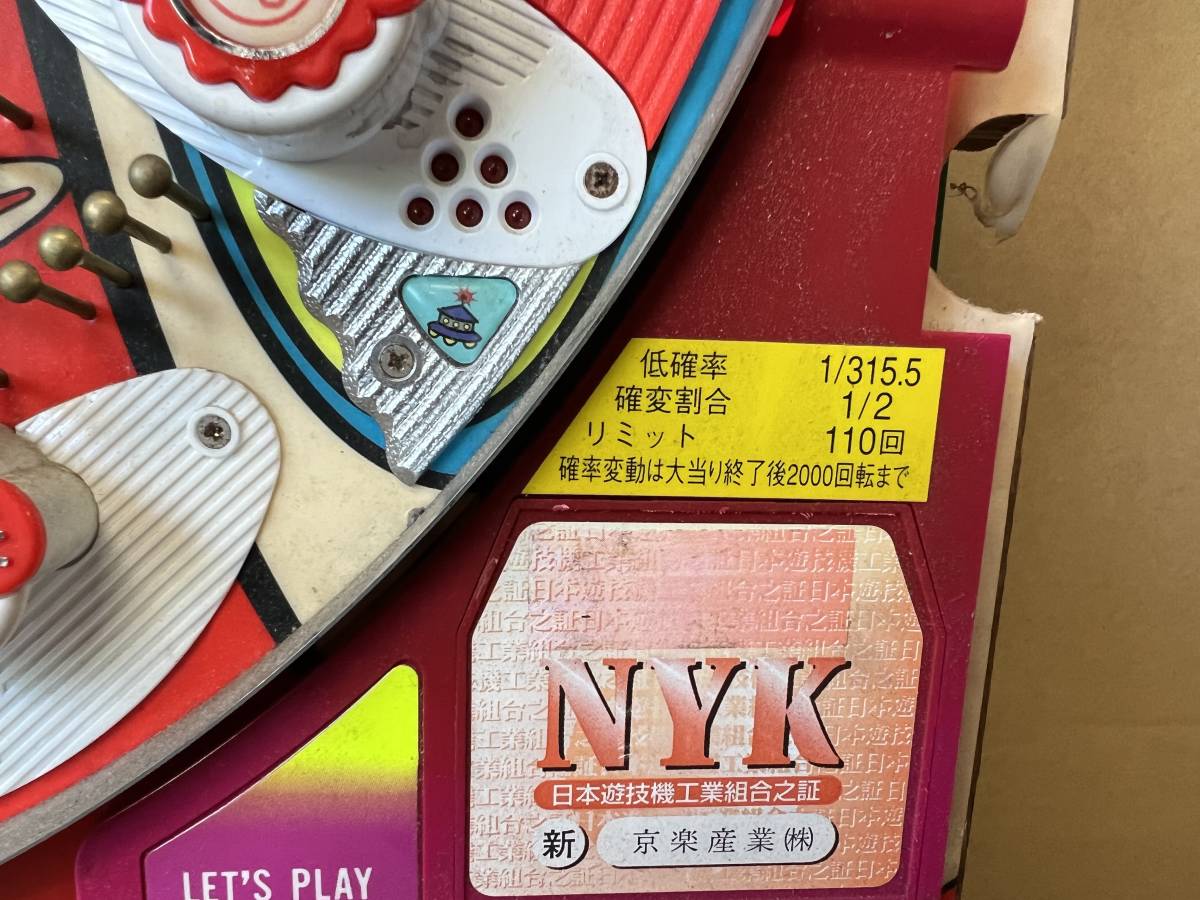 低確率 1/315.5
確変割合 1/2
リミット 110回
確率変動は大当り終了後2000回転まで
NYK
日本遊技機工業組合之証
新 京楽産業㈱
LET'S PLAY